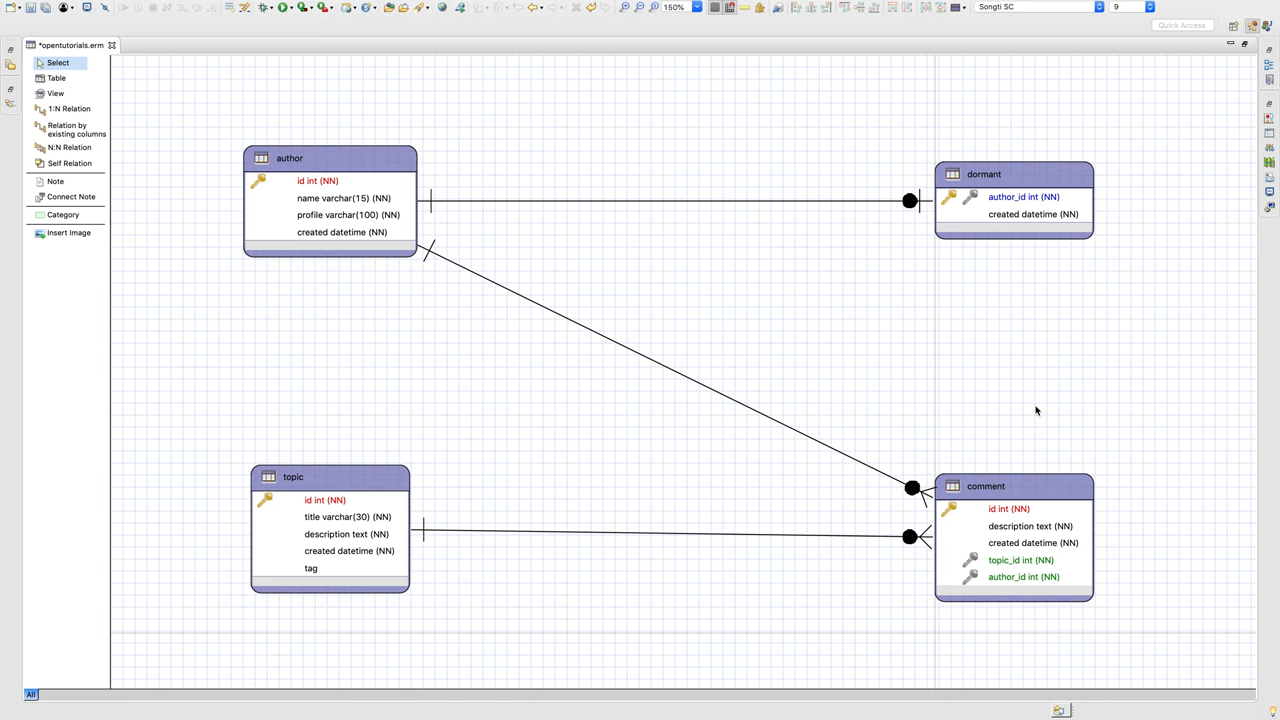 150%
Songti SC
9
Quick Access
*opentutorials.erm
Select
Table
View
1:N Relation
Relation by
existing columns
N:N Relation
Self Relation
Note
Connect Note
Category
Insert Image
author
id int (NN)
name varchar(15) (NN)
profile varchar(100) (NN)
created datetime (NN)
dormant
author_id int (NN)
created datetime (NN)
topic
id int (NN)
title varchar(30) (NN)
description text (NN)
created datetime (NN)
tag
comment
id int (NN)
description text (NN)
created datetime (NN)
topic_id int (NN)
author_id int (NN)
All